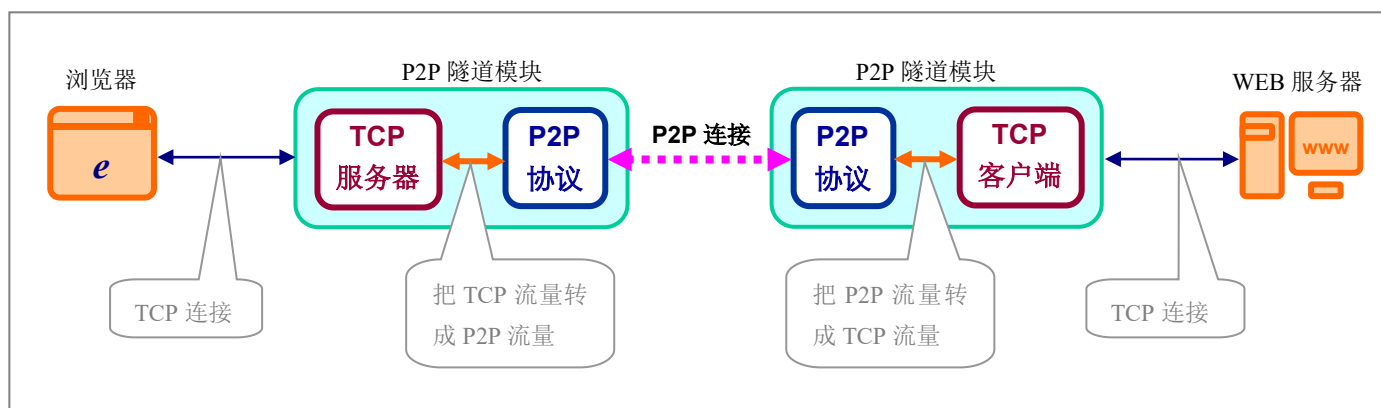 P2P 隧道模块
P2P 隧道模块
浏览器
WEB 服务器
e
TCP
服务器
P2P
协议
P2P 连接
P2P
协议
TCP
客户端
www
TCP 连接
把 TCP 流量转
成 P2P 流量
把 P2P 流量转
成 TCP 流量
TCP 连接